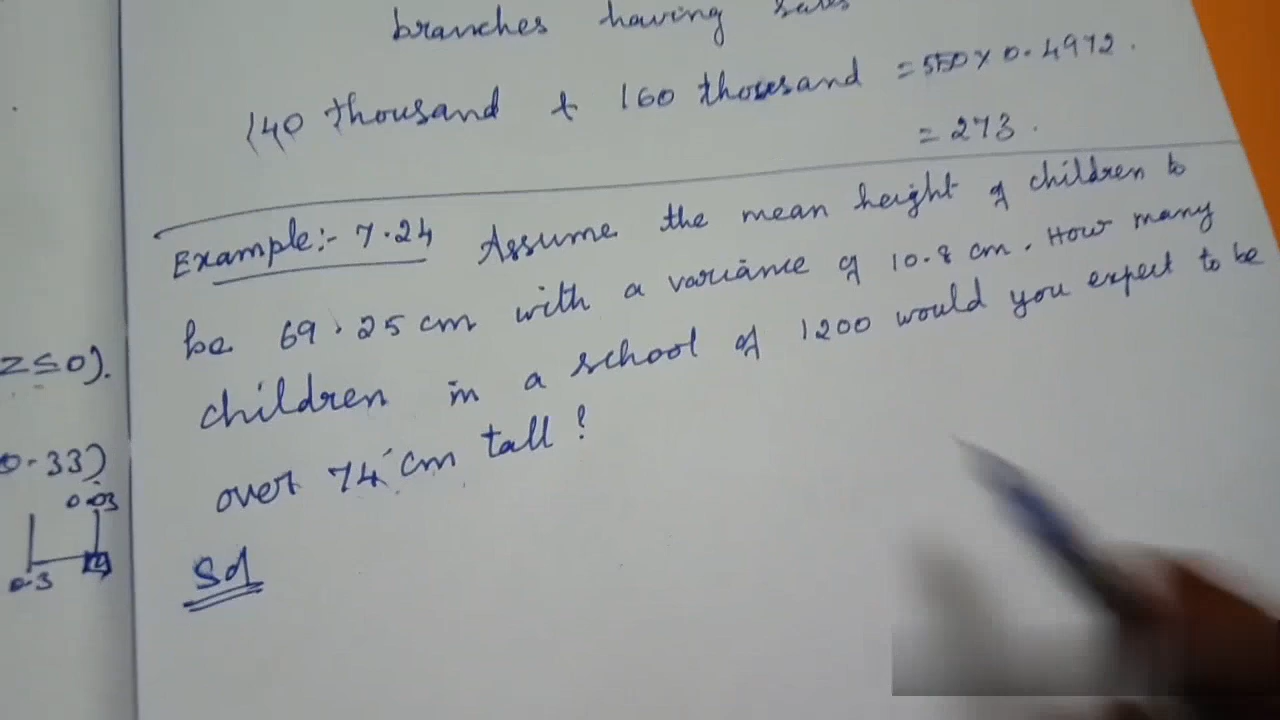 branches having
140 thousand & 160 thousand = 550 × 0.4972.
= 273.
Example:- 7.24 Assume the mean height of children to
be 69.25 cm with a variance of 10.8 cm. How many
children in a school of 1200 would you expect to be
over 74 cm tall?
Sol
z≤0).
0.33)
0.03
0.3